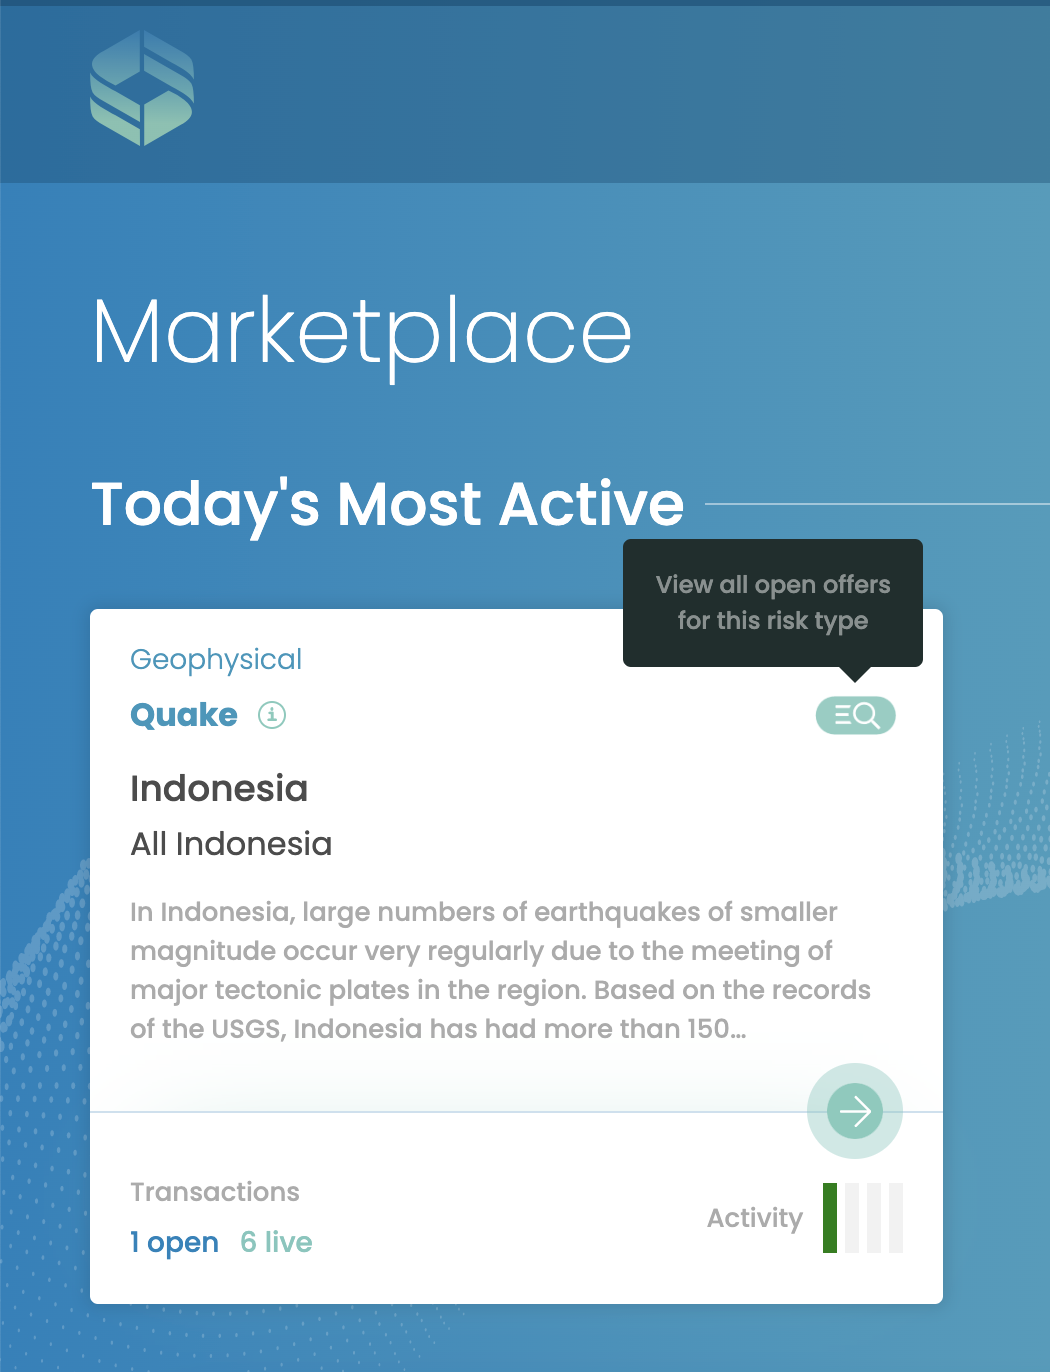 Marketplace
Today's Most Active
View all open offers
for this risk type
Geophysical
Quake
Indonesia
All Indonesia
In Indonesia, large numbers of earthquakes of smaller
magnitude occur very regularly due to the meeting of
major tectonic plates in the region. Based on the records
of the USGS, Indonesia has had more than 150...
Transactions
1 open 6 live
Activity